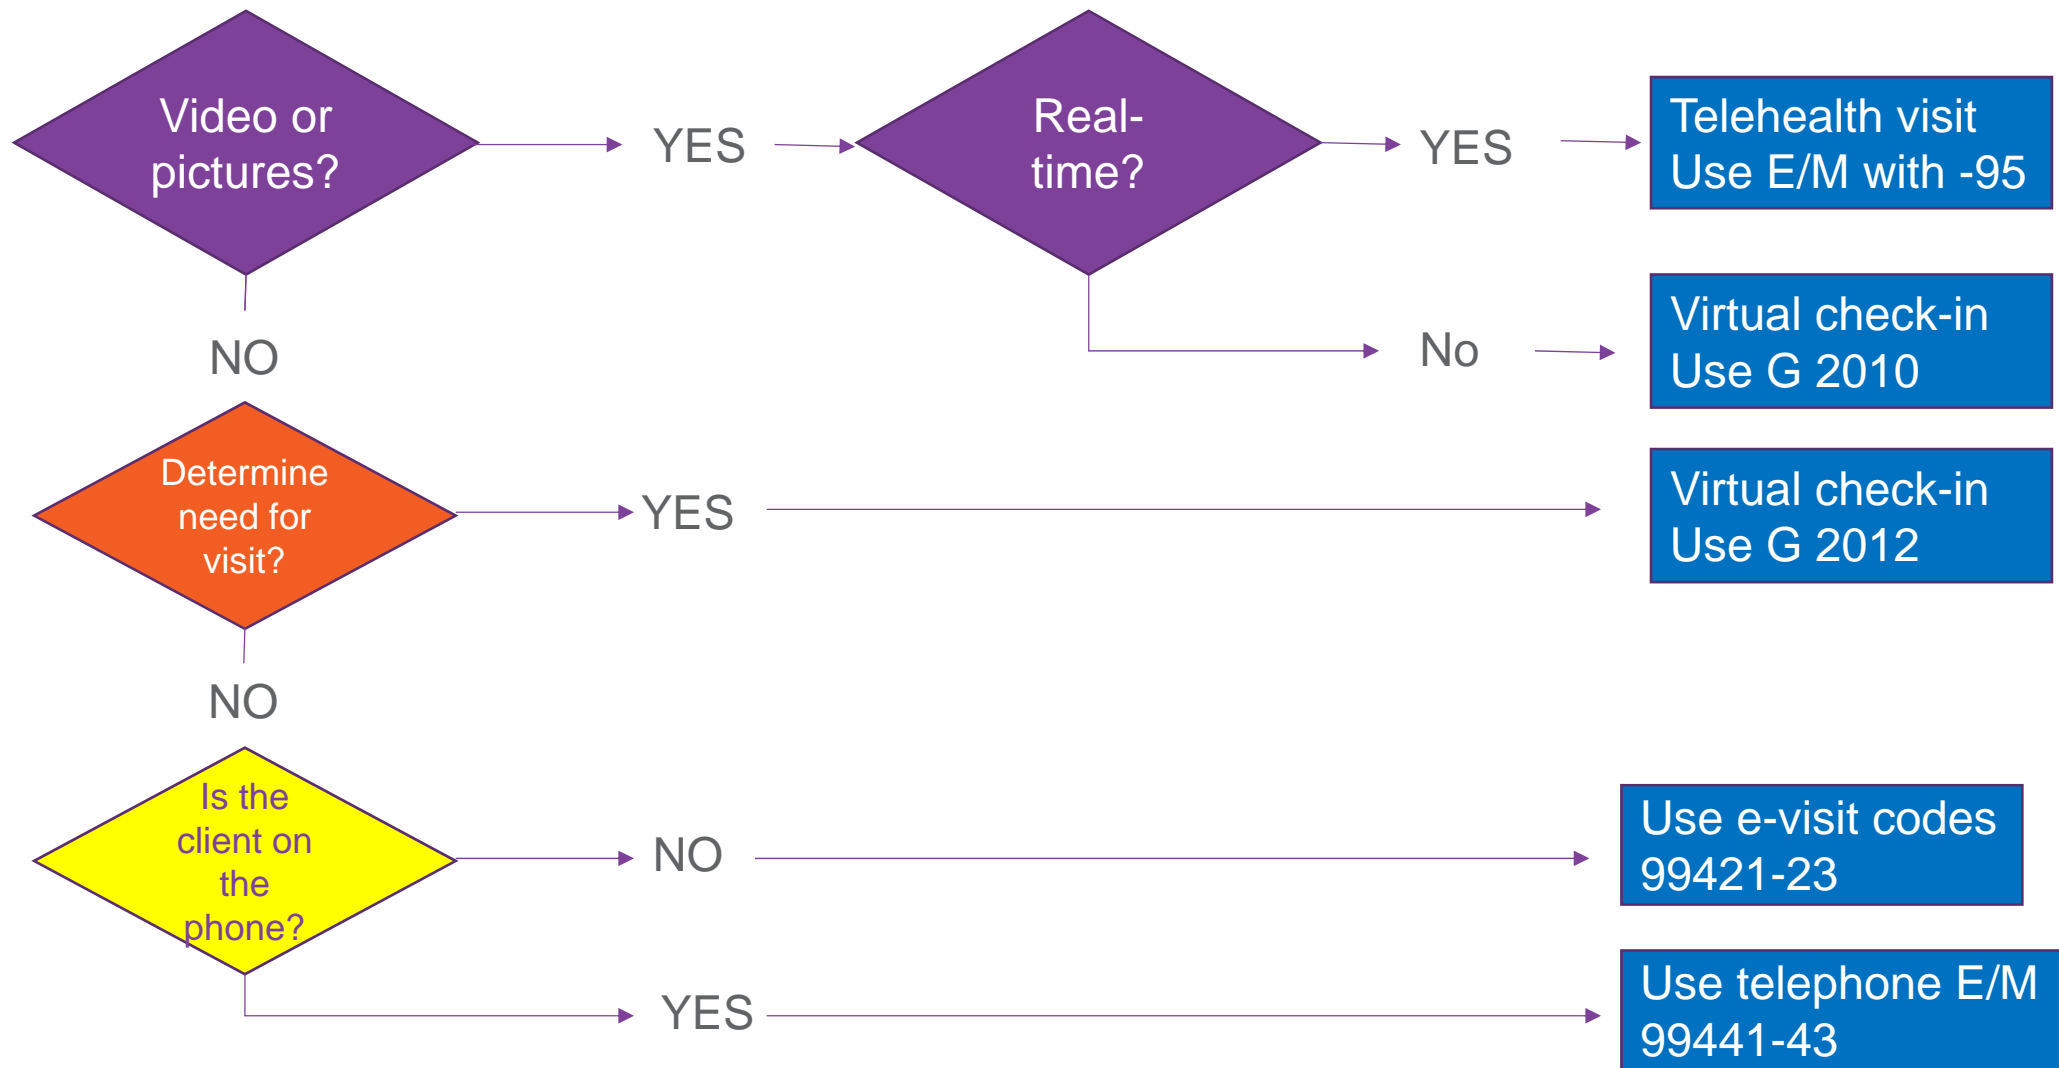 Video or
pictures?
YES
Real-
time?
YES
Telehealth visit
Use E/M with -95
NO
No
Virtual check-in
Use G 2010
Determine
need for
visit?
YES
Virtual check-in
Use G 2012
NO
Is the
client on
the
phone?
NO
Use e-visit codes
99421-23
YES
Use telephone E/M
99441-43